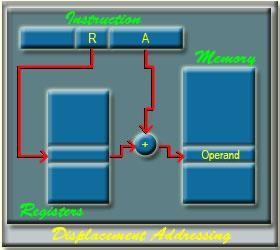 Instruction
R A
Memory
+
Operand
Registers
Displacement Addressing